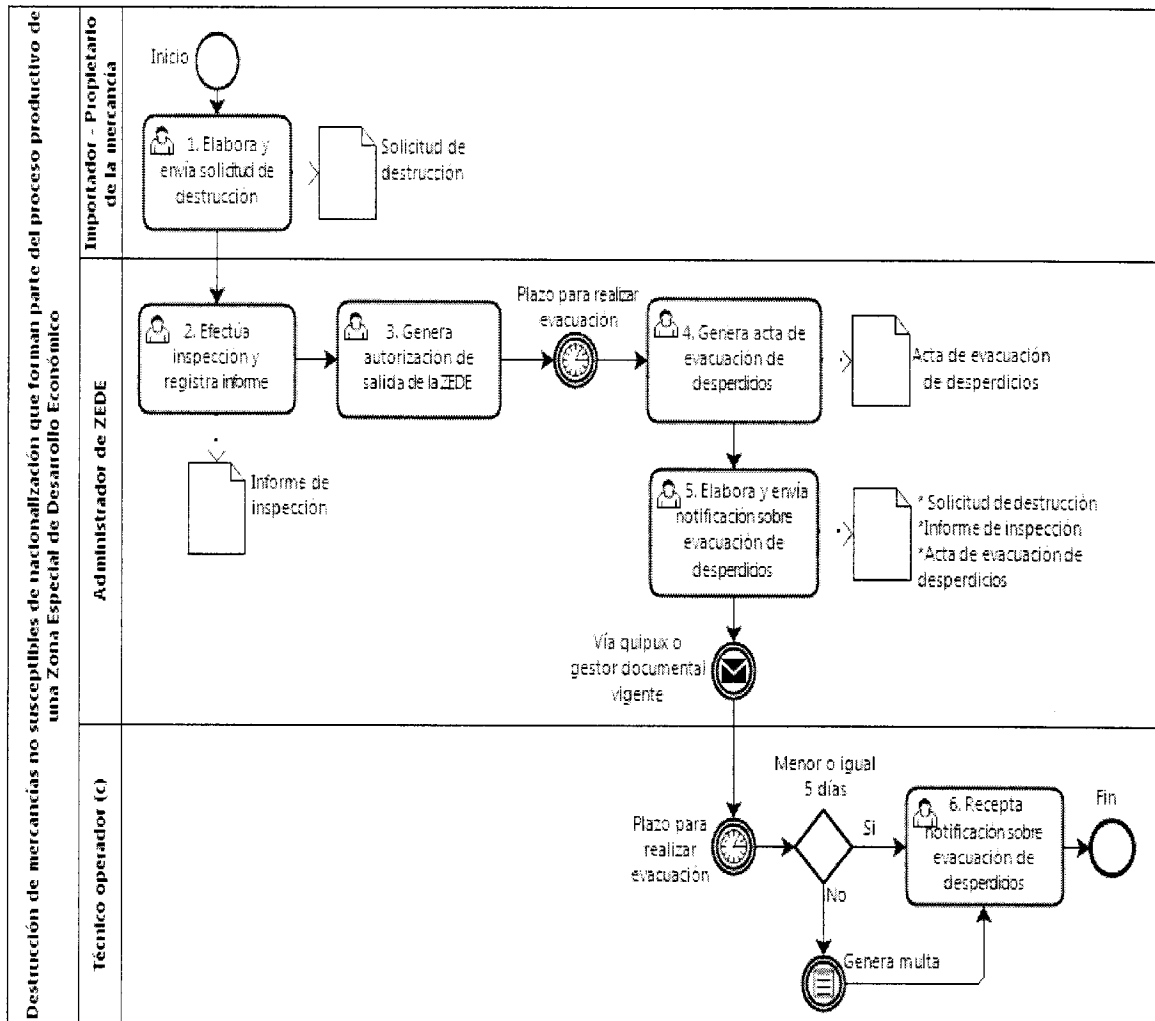 Destrucción de mercancías no susceptibles de nacionalización que forman parte del proceso productivo de
una Zona Especial de Desarrollo Económico
Importador - Propietario
de la mercancía
Inicio
1. Elabora y
envía solicitud de
destrucción
Solicitud de
destrucción
Administrador de ZEDE
2. Efectúa
inspección y
registra informe
Informe de
inspección
3. Genera
autorización de
salida de la ZEDE
Plazo para realizar
evacuación
4. Genera acta de
evacuación de
desperdicios
Acta de evacuación
de desperdicios
5. Elabora y envía
notificación sobre
evacuación de
desperdicios
* Solicitud de destrucción
*Informe de inspección
*Acta de evacuación de
desperdicios
Vía quipux o
gestor documental
vigente
Técnico operador (c)
Plazo para
realizar
evacuación
Menor o igual
5 días
Si
No
Genera multa
6. Recepta
notificación sobre
evacuación de
desperdicios
Fin